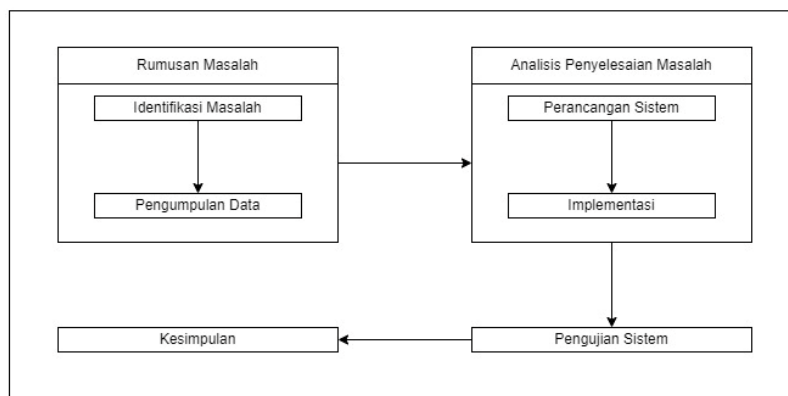 Rumusan Masalah
Identifikasi Masalah
Pengumpulan Data
Analisis Penyelesaian Masalah
Perancangan Sistem
Implementasi
Pengujian Sistem
Kesimpulan